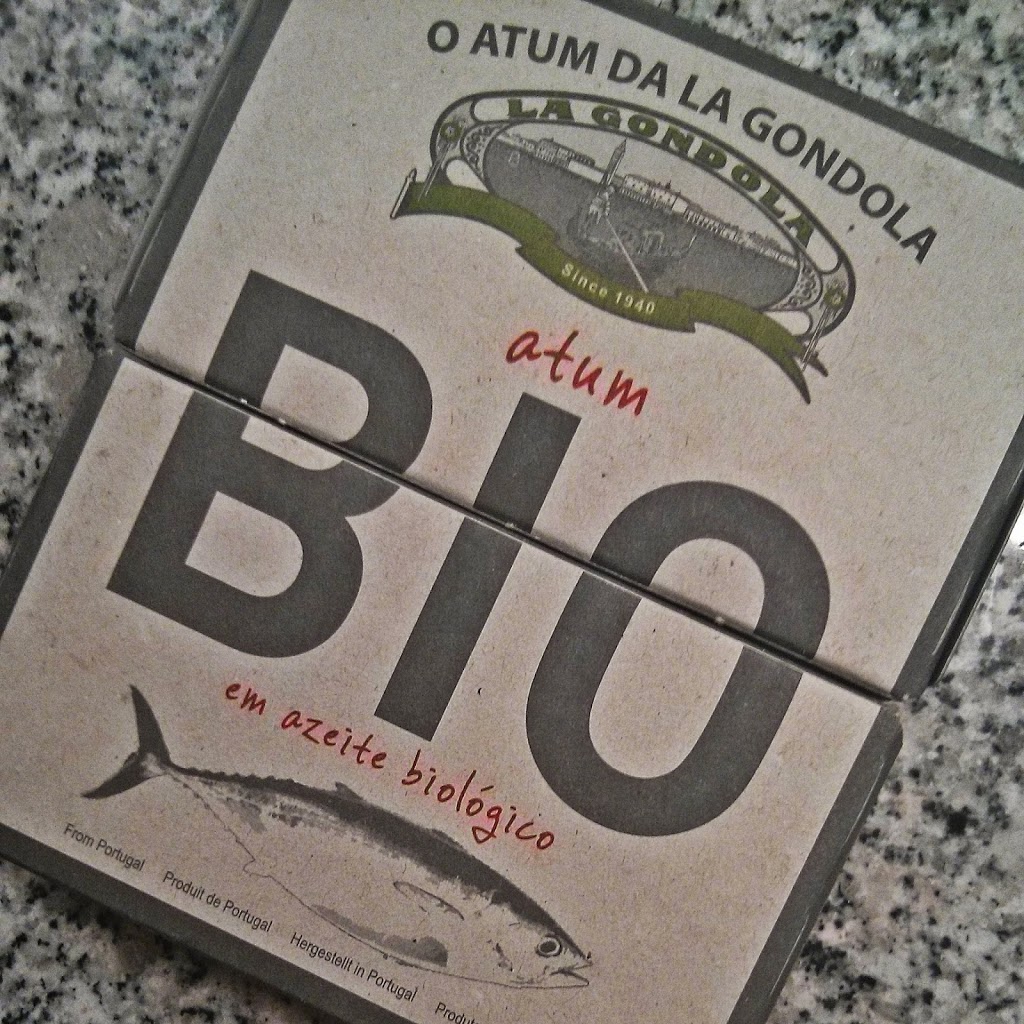 O ATUM DA LA GONDOLA
LA GONDOLA
Since 1940
atum
BIO
em azeite biológico
From Portugal Produit de Portugal Hergestellt in Portugal